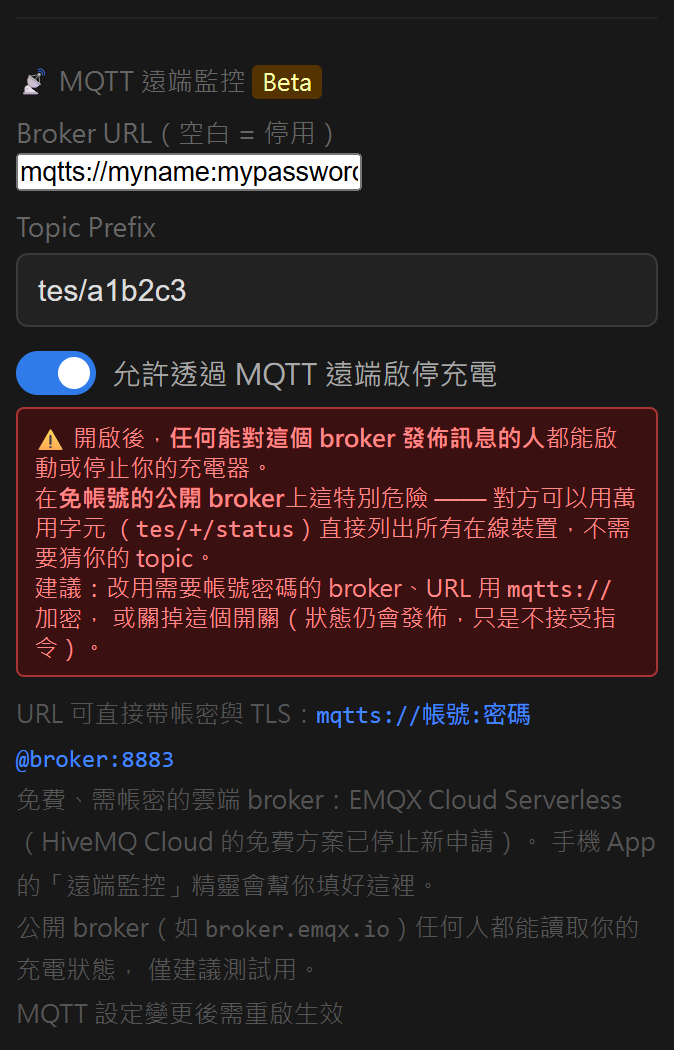 MQTT 遠端監控 Beta
Broker URL（空白 = 停用）
mqtts://myname:mypassword
Topic Prefix
tes/a1b2c3
允許透過 MQTT 遠端啟停充電
⚠️ 開啟後，任何能對這個 broker 發佈訊息的人都能啟
動或停止你的充電器。
在免帳號的公開 broker上這特別危險 —— 對方可以用萬
用字元（tes/+/status）直接列出所有在線裝置，不需
要猜你的 topic。
建議：改用需要帳號密碼的 broker、URL 用 mqtts://
加密， 或關掉這個開關（狀態仍會發佈，只是不接受指
令）。
URL 可直接帶帳密與 TLS：mqtts://帳號:密碼
@broker:8883
免費、需帳密的雲端 broker：EMQX Cloud Serverless
（HiveMQ Cloud 的免費方案已停止新申請）。 手機 App
的「遠端監控」精靈會幫你填好這裡。
公開 broker（如 broker.emqx.io）任何人都能讀取你的
充電狀態， 僅建議測試用。
MQTT 設定變更後需重啟生效